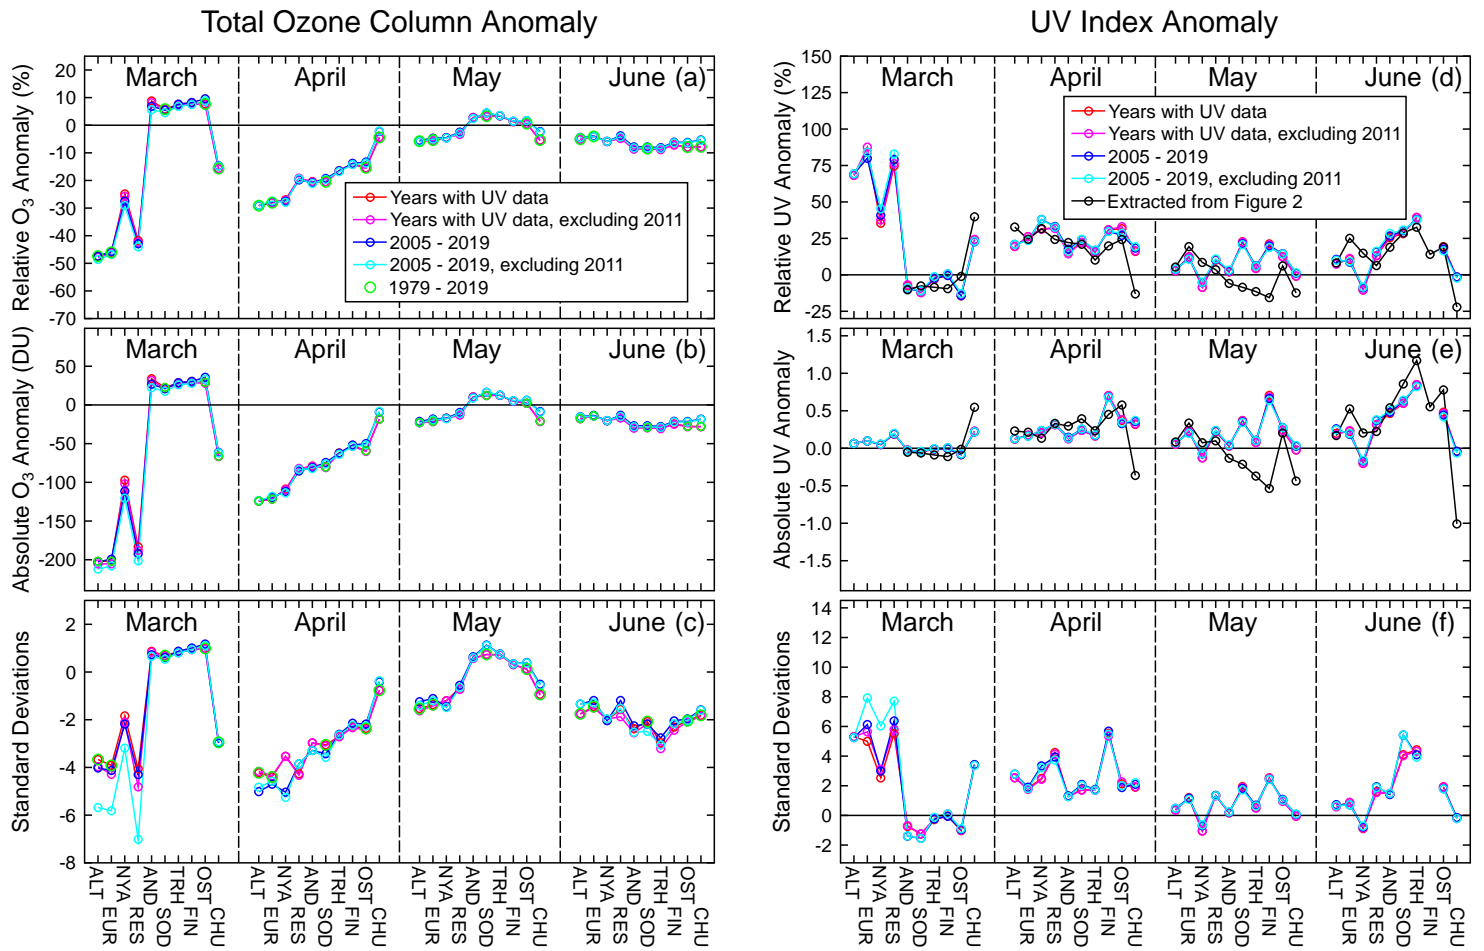 Total Ozone Column Anomaly
UV Index Anomaly
Relative O3 Anomaly (%)
20
10
0
-10
-20
-30
-40
-50
-60
-70
March
April
May
June (a)
Years with UV data
Years with UV data, excluding 2011
2005 - 2019
2005 - 2019, excluding 2011
1979 - 2019
Absolute O3 Anomaly (DU)
50
0
-50
-100
-150
-200
March
April
May
June (b)
Standard Deviations
2
0
-2
-4
-6
-8
March
April
May
June (c)
ALT
EUR
NYA
RES
AND
SOD
TRH
FIN
OST
CHU
ALT
EUR
NYA
RES
AND
SOD
TRH
FIN
OST
CHU
ALT
EUR
NYA
RES
AND
SOD
TRH
FIN
OST
CHU
ALT
EUR
NYA
RES
AND
SOD
TRH
FIN
OST
CHU
Relative UV Anomaly (%)
150
125
100
75
50
25
0
-25
March
April
May
June (d)
Years with UV data
Years with UV data, excluding 2011
2005 - 2019
2005 - 2019, excluding 2011
Extracted from Figure 2
Absolute UV Anomaly
1.5
1.0
0.5
0.0
-0.5
-1.0
-1.5
March
April
May
June (e)
Standard Deviations
14
12
10
8
6
4
2
0
-2
March
April
May
June (f)
ALT
EUR
NYA
RES
AND
SOD
TRH
FIN
OST
CHU
ALT
EUR
NYA
RES
AND
SOD
TRH
FIN
OST
CHU
ALT
EUR
NYA
RES
AND
SOD
TRH
FIN
OST
CHU
ALT
EUR
NYA
RES
AND
SOD
TRH
FIN
OST
CHU